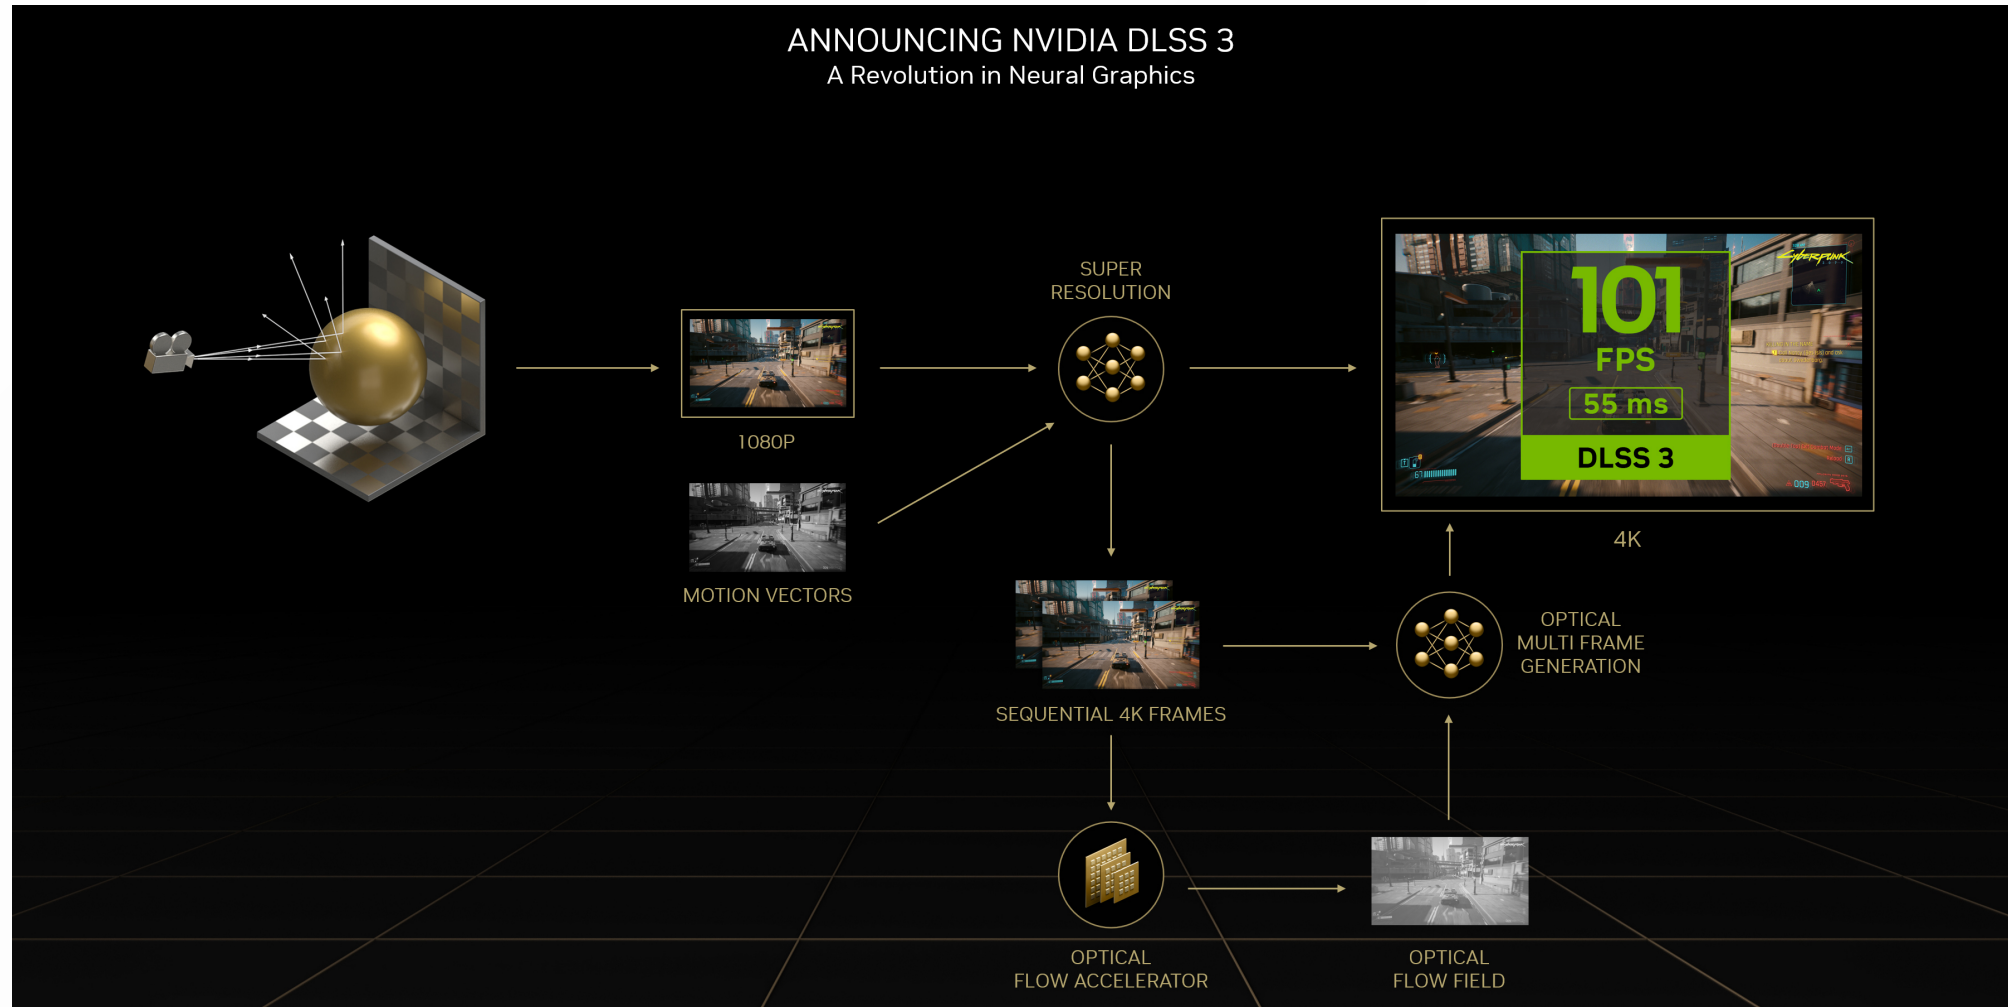 ANNOUNCING NVIDIA DLSS 3
A Revolution in Neural Graphics
SUPER
RESOLUTION
1080P
MOTION VECTORS
CYBERPUNK
101
FPS
55 ms
DLSS 3
4K
SEQUENTIAL 4K FRAMES
OPTICAL
MULTI FRAME
GENERATION
OPTICAL
FLOW ACCELERATOR
OPTICAL
FLOW FIELD